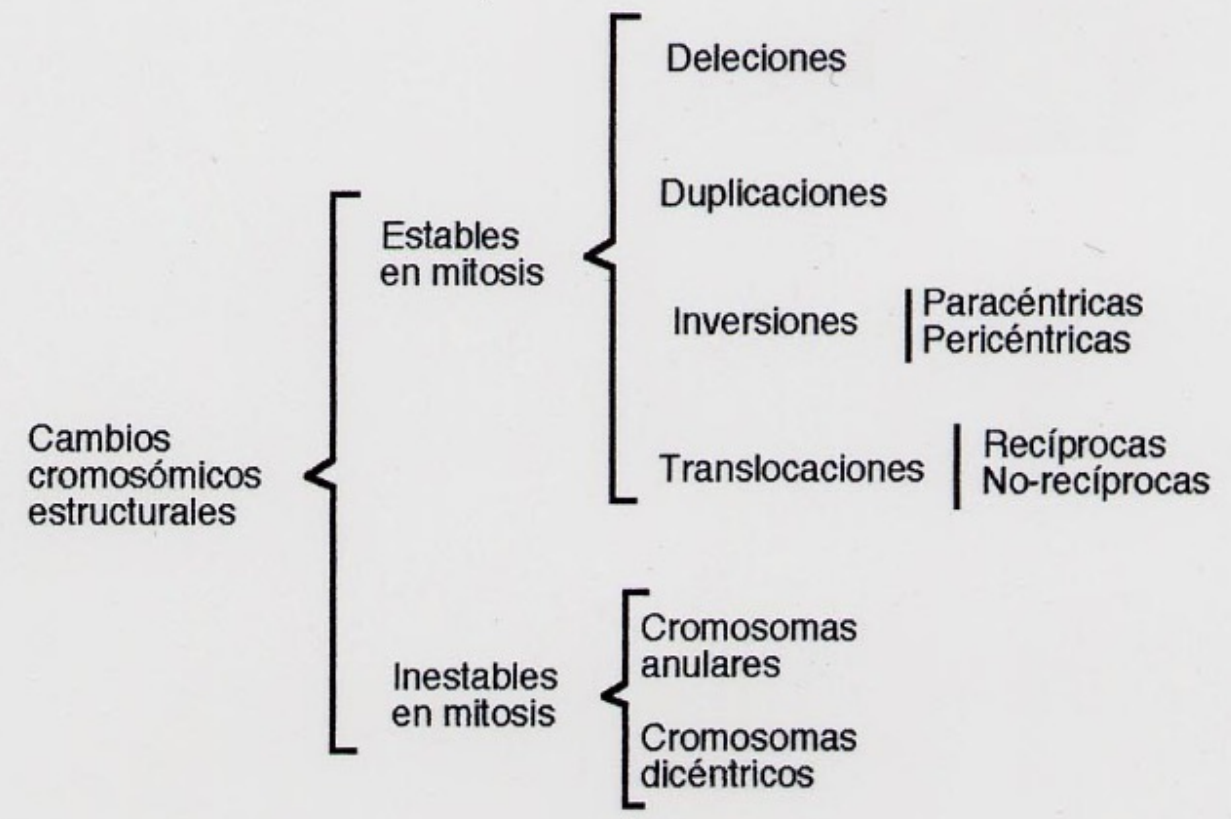 Cambios
cromosómicos
estructurales
Estables
en mitosis
Deleciones
Duplicaciones
Inversiones
Paracéntricas
Pericéntricas
Translocaciones
Recíprocas
No-recíprocas
Inestables
en mitosis
Cromosomas
anulares
Cromosomas
dicéntricos